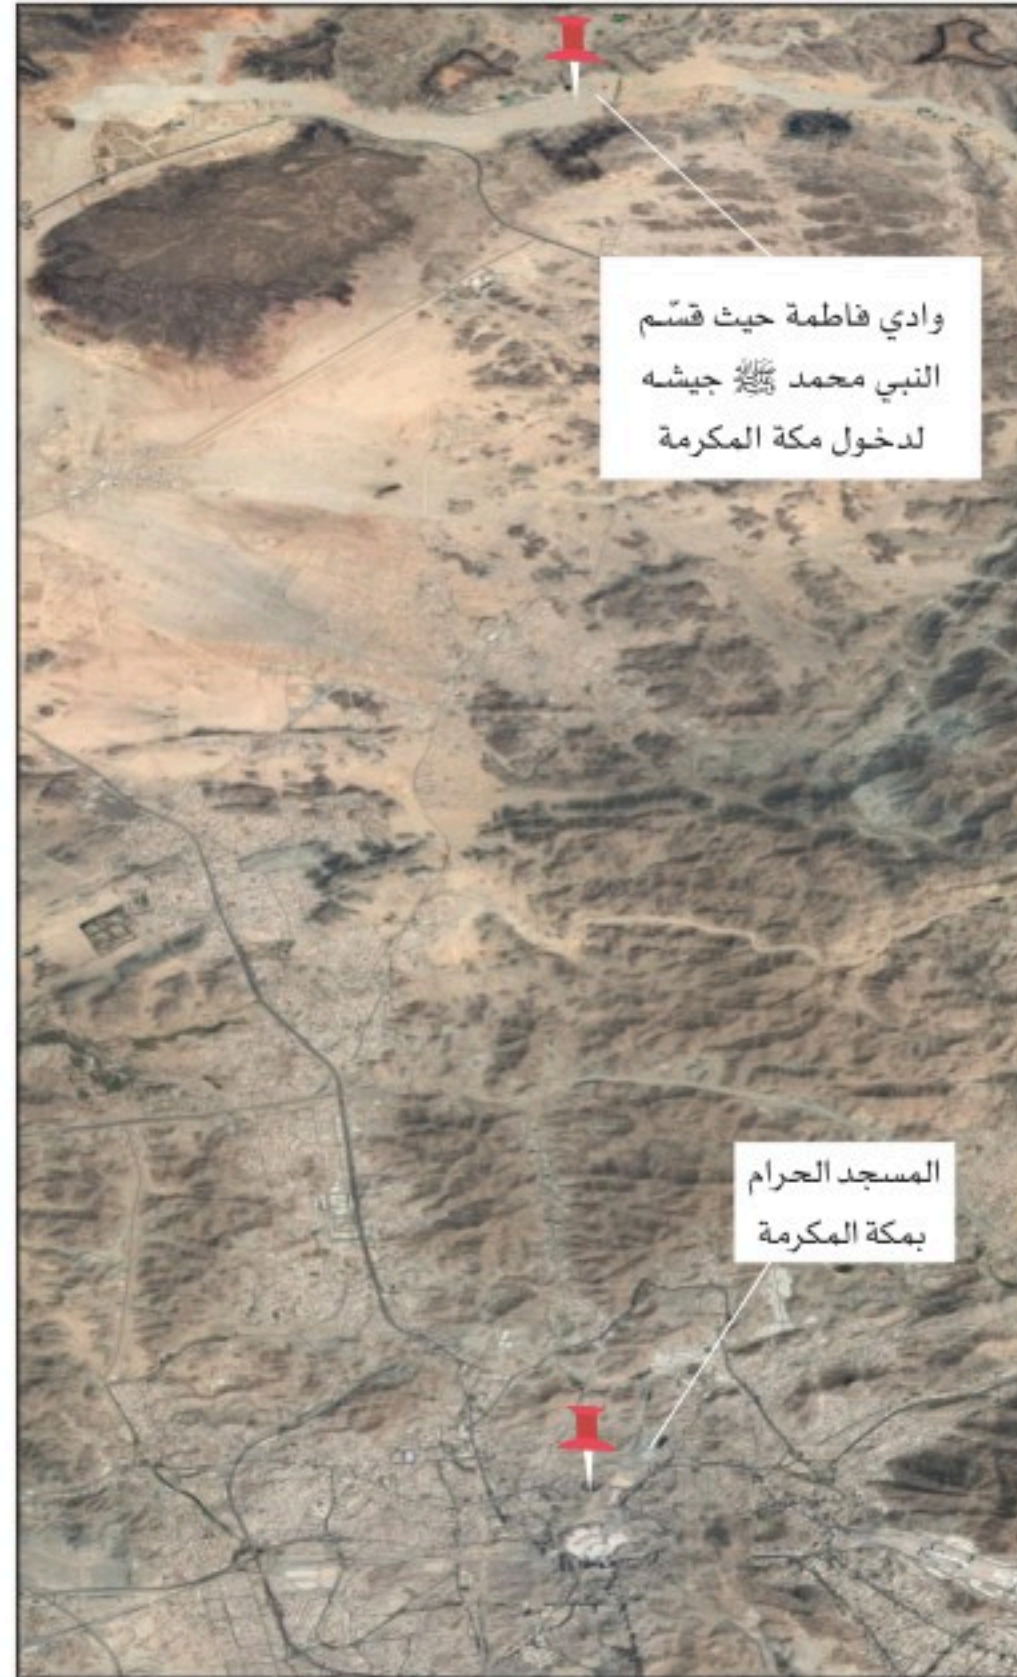 وادي فاطمة حيث قسّم
النبي محمد ﷺ جيشه
لدخول مكة المكرمة
المسجد الحرام
بمكة المكرمة